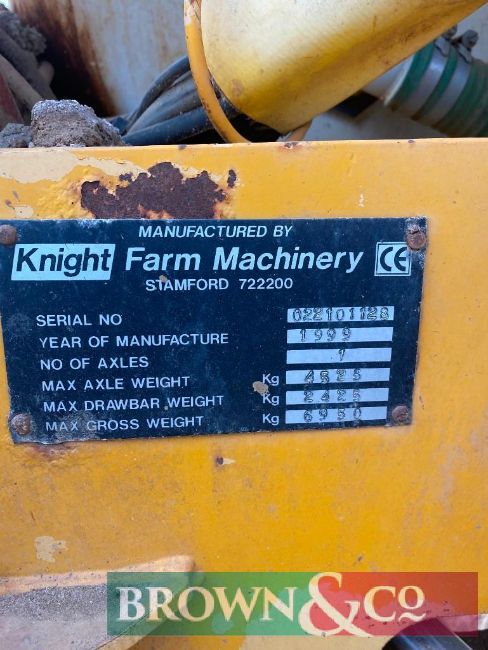 MANUFACTURED BY
Knight Farm Machinery CE
STAMFORD 722200
SERIAL NO 022101128
YEAR OF MANUFACTURE 1999
NO OF AXLES 1
MAX AXLE WEIGHT Kg 4525
MAX DRAWBAR WEIGHT Kg 2425
MAX GROSS WEIGHT Kg 6950
BROWN&CO